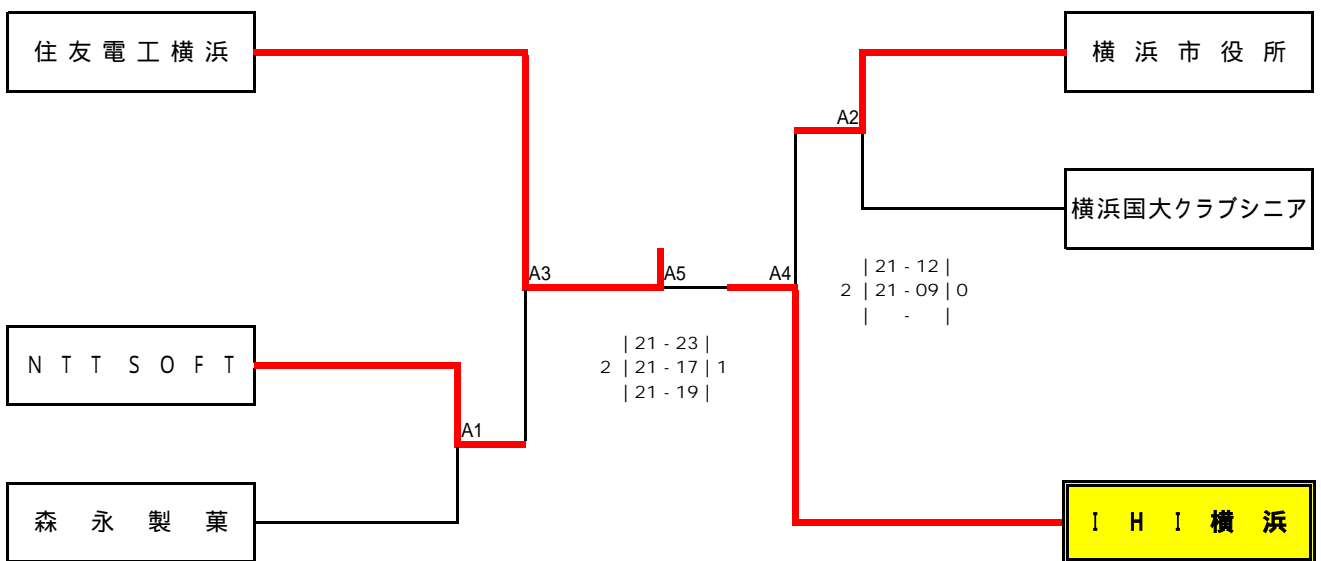 住友電工横浜
横浜市役所
A2
横浜国大クラブシニア
A3
A5
A4
| 21 - 12 |
2 | 21 - 09 | 0
| - |
| 21 - 23 |
2 | 21 - 17 | 1
| 21 - 19 |
NTTSOFT
A1
森永製菓
IHI横浜